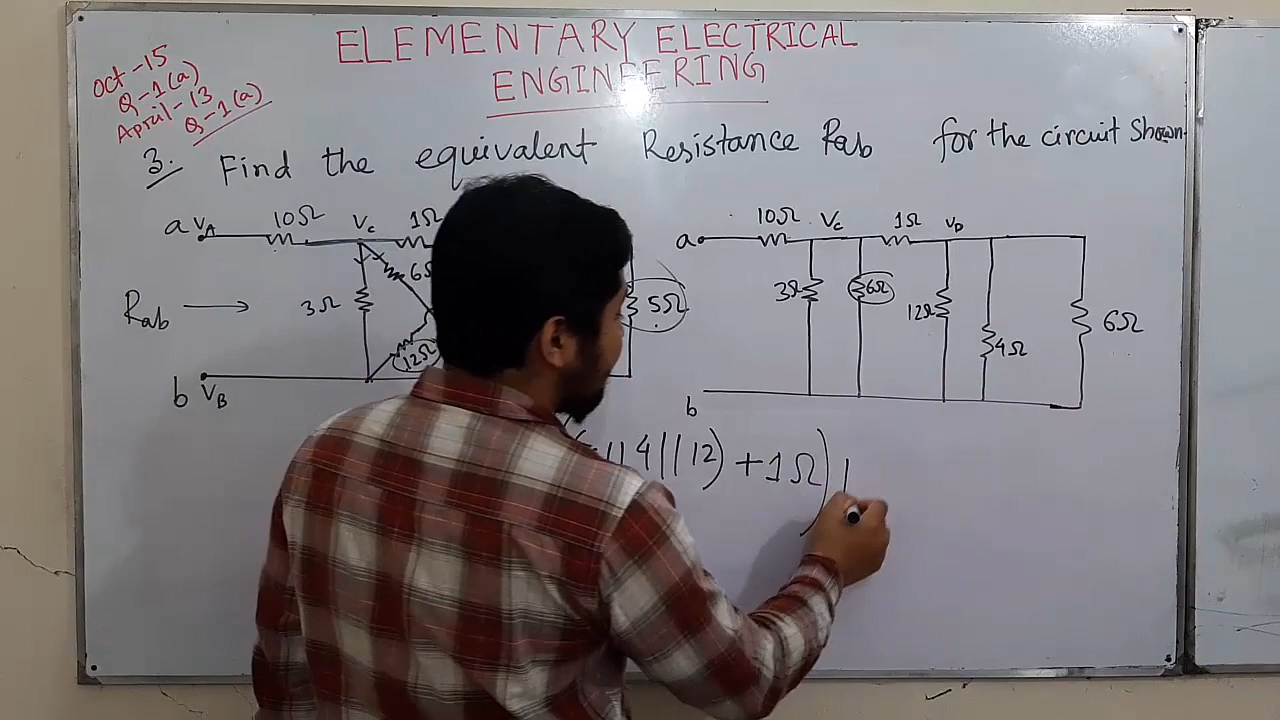 ELEMENTARY ELECTRICAL
ENGINEERING
Oct-15
Q-1(a)
April-13
Q-1(a)
3. Find the equivalent Resistance Rab for the circuit Shown
a VA 10Ω Vc 1Ω
6Ω
3Ω
12Ω
5Ω
Rab
b VB
a 10Ω Vc 1Ω VD
3Ω 6Ω 12Ω 4Ω 6Ω
b
|| 4 || 12) + 1Ω) |